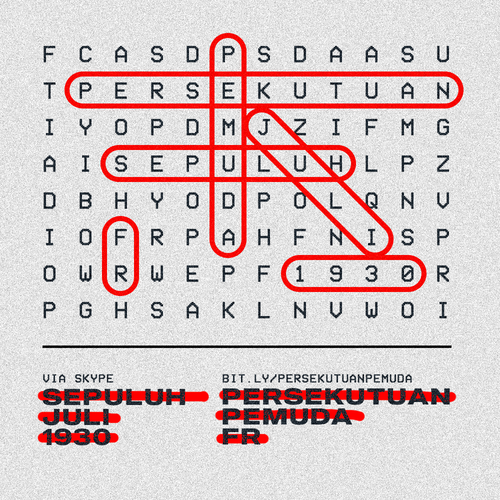 F C A S D P S D A A S U
T P E R S E K U T U A N
I Y O P D M J Z I F M G
A I S E P U L U H L P Z
D B H Y O D P O L Q N V
I O F R P A H F N I S P
O W R W E P F 1 9 3 0 R
P G H S A K L N V W O I
VIA SKYPE
SEPULUH
JULI
1930
BIT.LY/PERSEKUTUANPEMUDA
PERSEKUTUAN
PEMUDA
FR